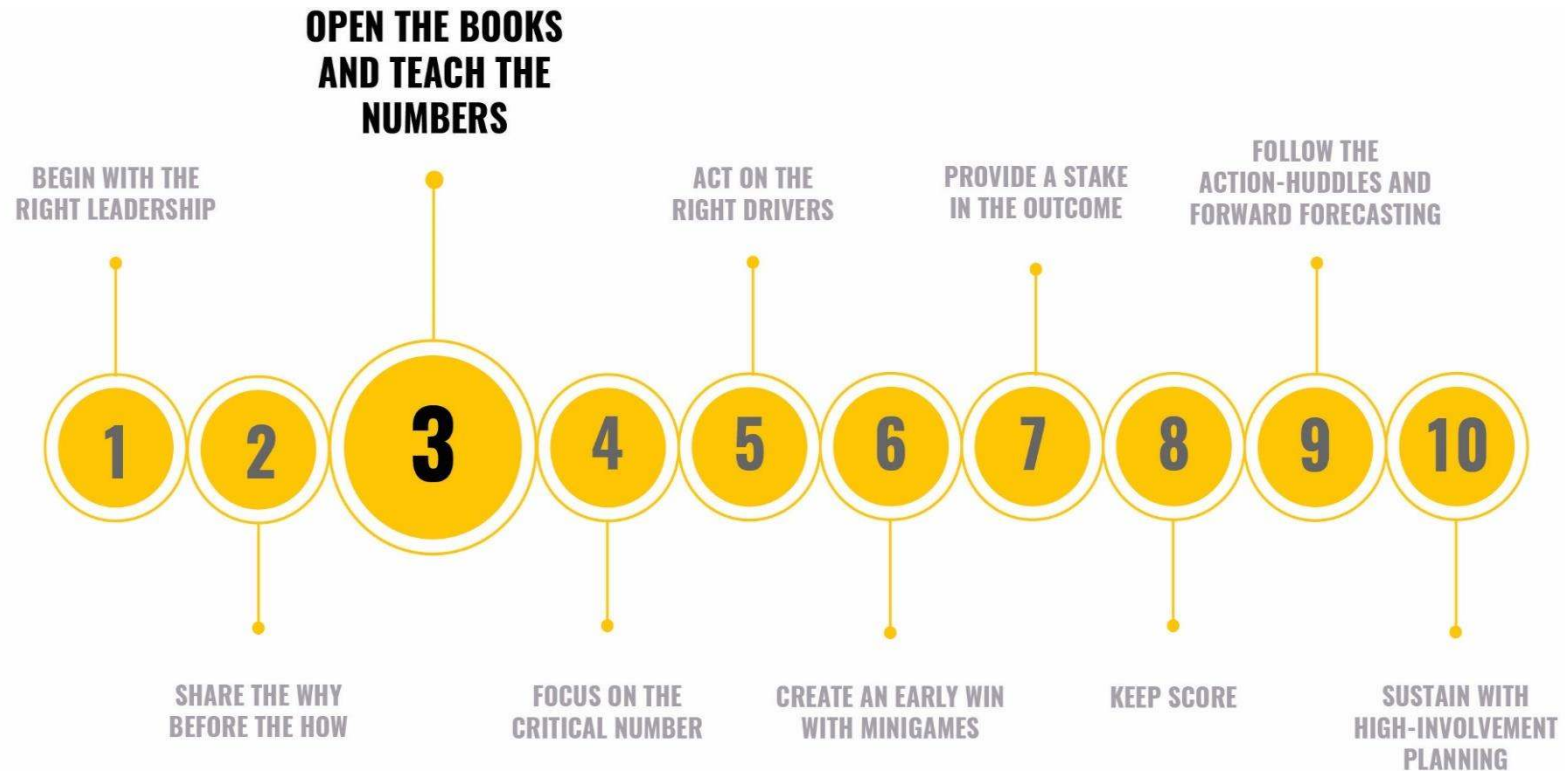 OPEN THE BOOKS
AND TEACH THE
NUMBERS
BEGIN WITH THE
RIGHT LEADERSHIP
ACT ON THE
RIGHT DRIVERS
PROVIDE A STAKE
IN THE OUTCOME
FOLLOW THE
ACTION-HUDDLES AND
FORWARD FORECASTING
1
2
3
4
5
6
7
8
9
10
SHARE THE WHY
BEFORE THE HOW
FOCUS ON THE
CRITICAL NUMBER
CREATE AN EARLY WIN
WITH MINIGAMES
KEEP SCORE
SUSTAIN WITH
HIGH-INVOLVEMENT
PLANNING